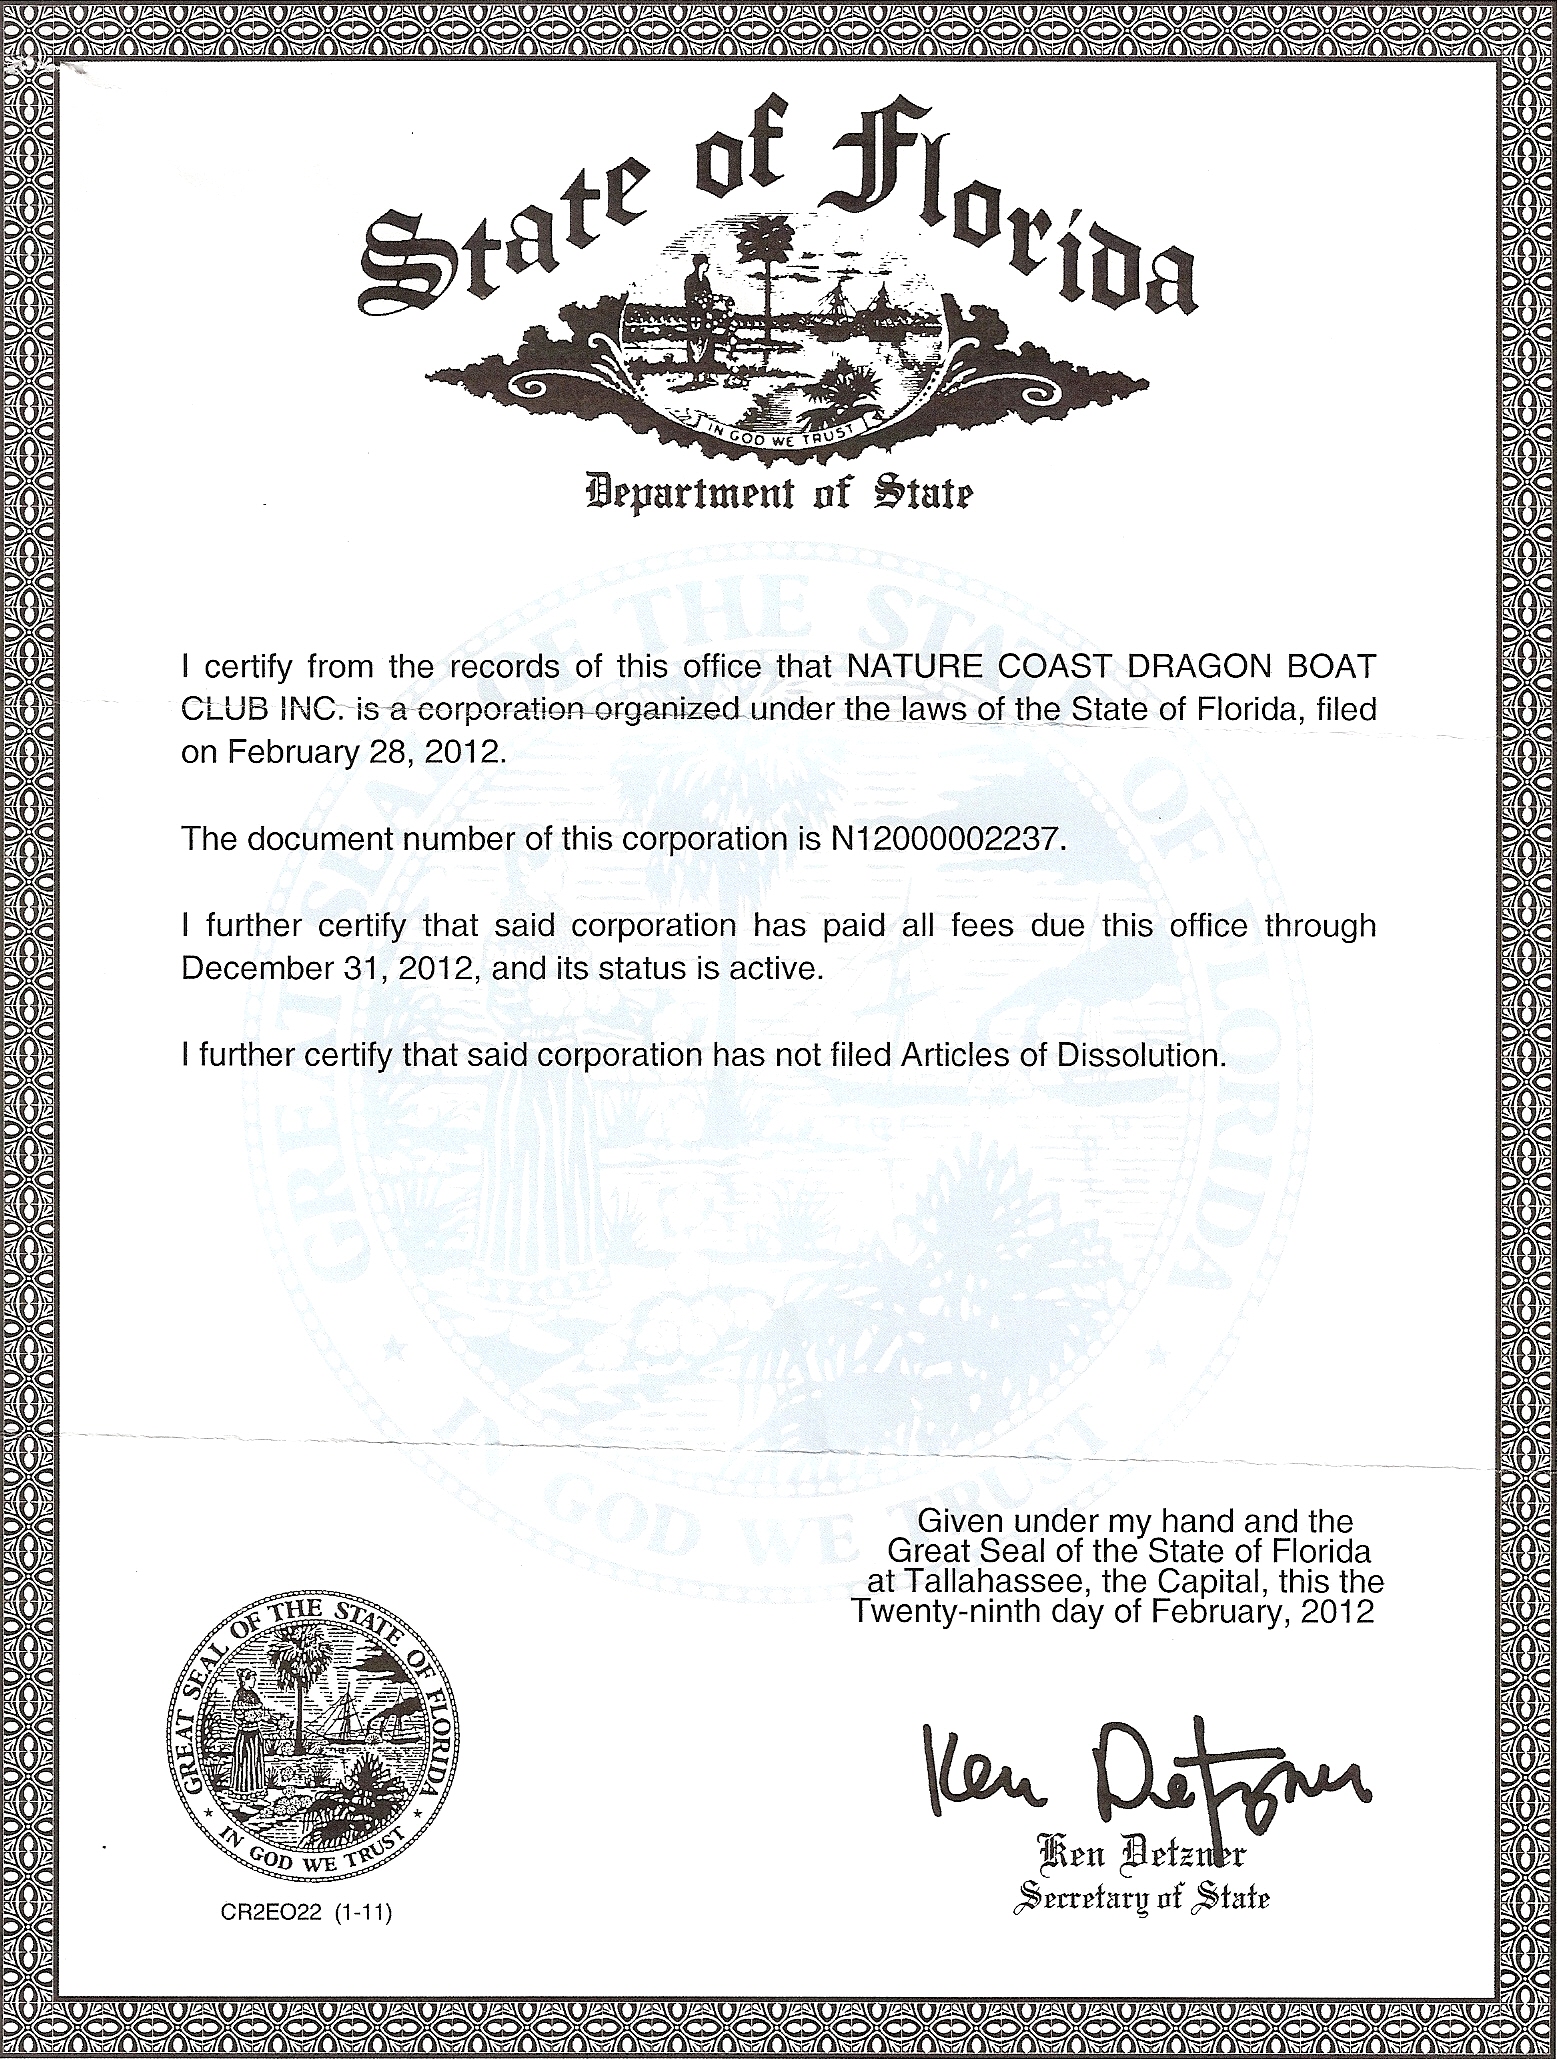 State of Florida
IN GOD WE TRUST
Department of State
I certify from the records of this office that NATURE COAST DRAGON BOAT
CLUB INC. is a corporation organized under the laws of the State of Florida, filed
on February 28, 2012.
The document number of this corporation is N12000002237.
I further certify that said corporation has paid all fees due this office through
December 31, 2012, and its status is active.
I further certify that said corporation has not filed Articles of Dissolution.
GREAT SEAL OF THE STATE OF FLORIDA
IN GOD WE TRUST
Given under my hand and the
Great Seal of the State of Florida
at Tallahassee, the Capital, this the
Twenty-ninth day of February, 2012
GREAT SEAL OF THE STATE OF FLORIDA
IN GOD WE TRUST
Ken Detzner
Ken Detzner
Secretary of State
CR2EO22 (1-11)